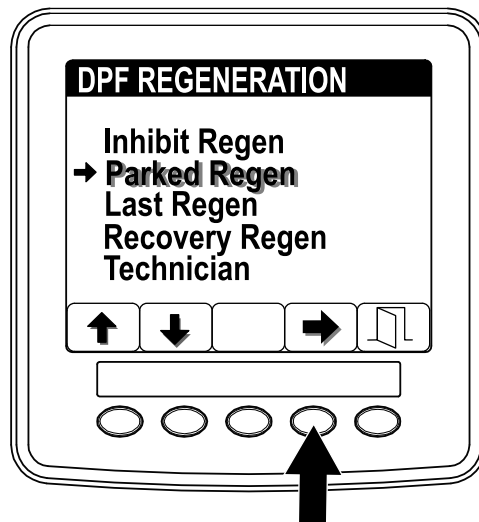 DPF REGENERATION
Inhibit Regen
Parked Regen
Last Regen
Recovery Regen
Technician